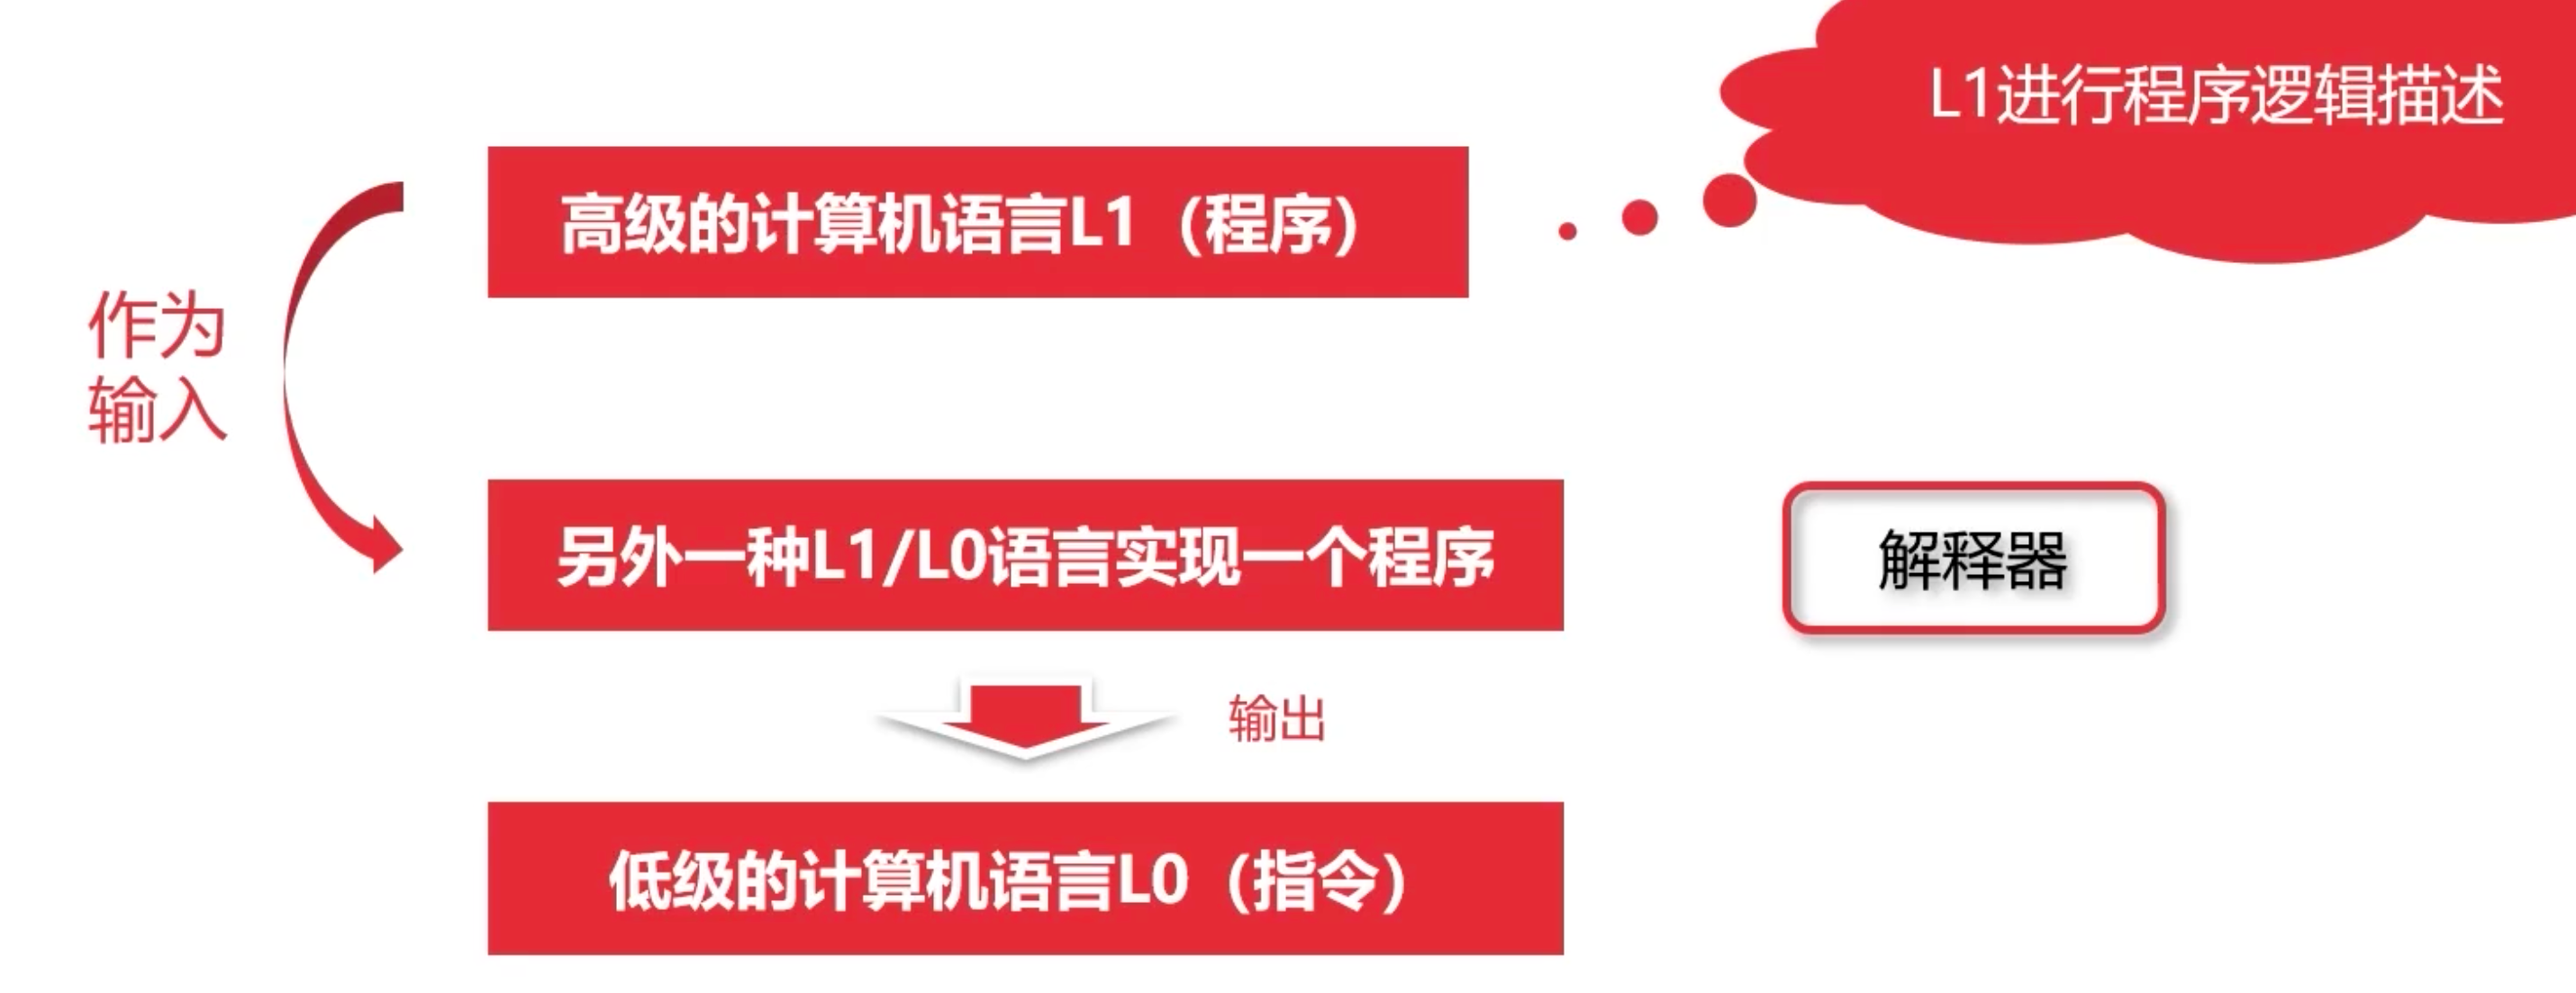 L1进行程序逻辑描述
高级的计算机语言L1（程序）
作为
输入
另外一种L1/L0语言实现一个程序
解释器
输出
低级的计算机语言L0（指令）